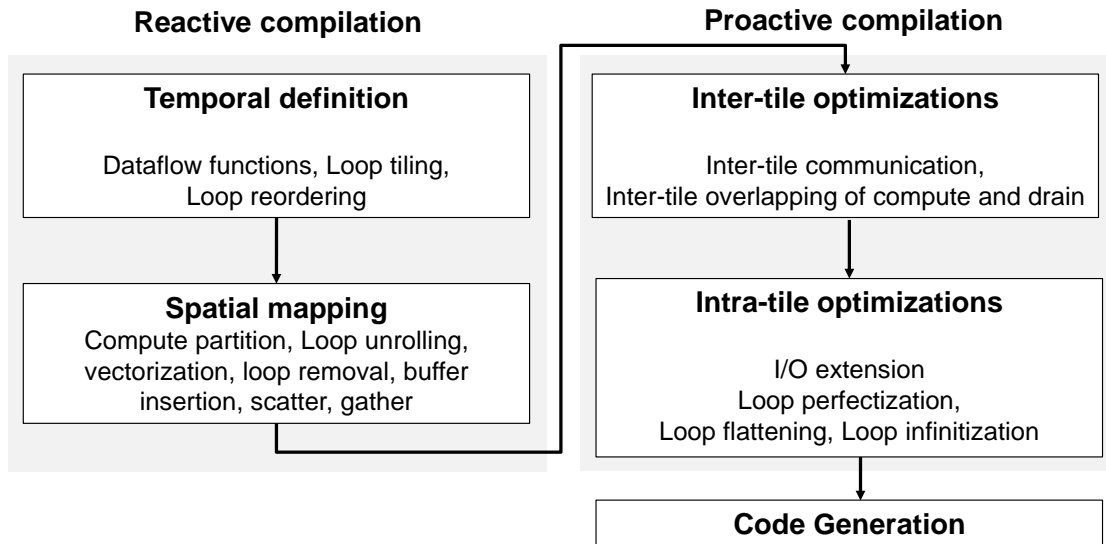 Reactive compilation
Temporal definition
Dataflow functions, Loop tiling,
Loop reordering
Spatial mapping
Compute partition, Loop unrolling,
vectorization, loop removal, buffer
insertion, scatter, gather
Proactive compilation
Inter-tile optimizations
Inter-tile communication,
Inter-tile overlapping of compute and drain
Intra-tile optimizations
I/O extension
Loop perfectization,
Loop flattening, Loop infinitization
Code Generation